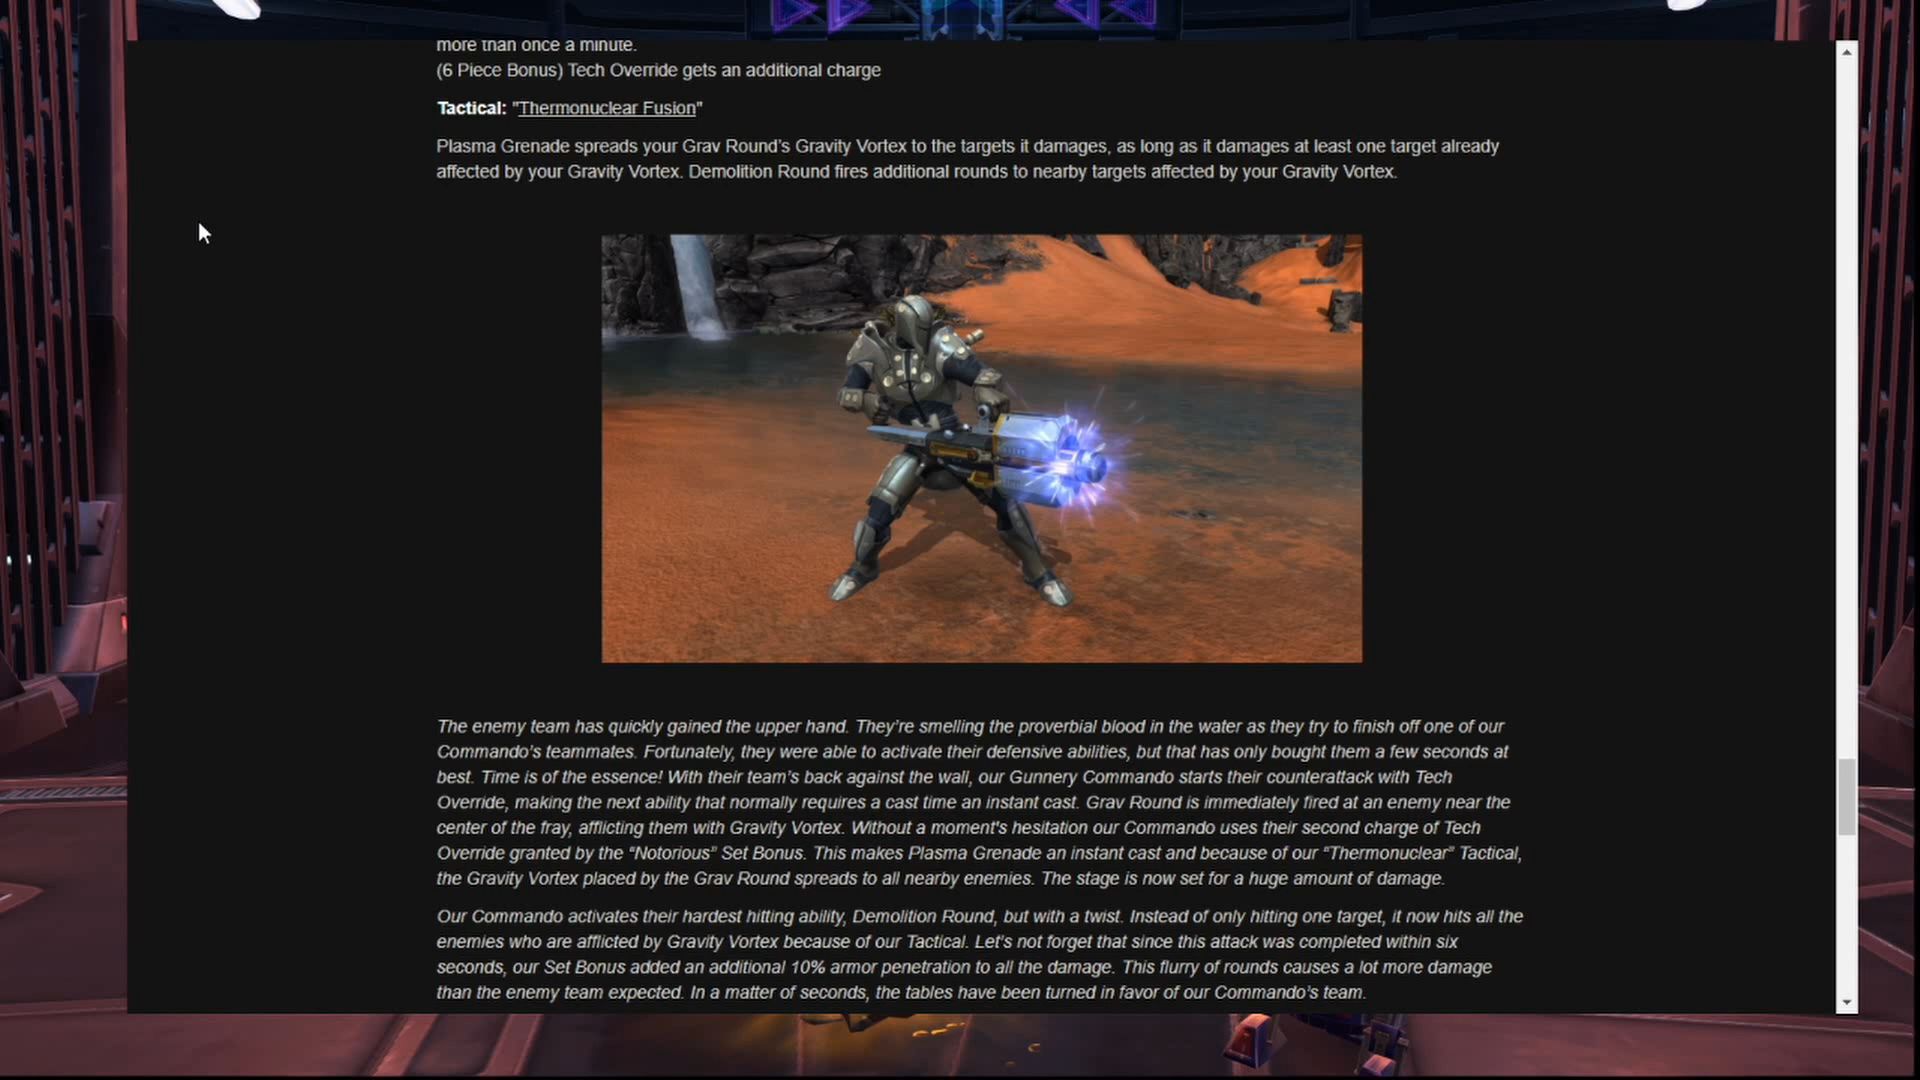 more than once a minute.
(6 Piece Bonus) Tech Override gets an additional charge
Tactical: "Thermonuclear Fusion"
Plasma Grenade spreads your Grav Round’s Gravity Vortex to the targets it damages, as long as it damages at least one target already
affected by your Gravity Vortex. Demolition Round fires additional rounds to nearby targets affected by your Gravity Vortex.
The enemy team has quickly gained the upper hand. They’re smelling the proverbial blood in the water as they try to finish off one of our
Commando’s teammates. Fortunately, they were able to activate their defensive abilities, but that has only bought them a few seconds at
best. Time is of the essence! With their team’s back against the wall, our Gunnery Commando starts their counterattack with Tech
Override, making the next ability that normally requires a cast time an instant cast. Grav Round is immediately fired at an enemy near the
center of the fray, afflicting them with Gravity Vortex. Without a moment's hesitation our Commando uses their second charge of Tech
Override granted by the “Notorious” Set Bonus. This makes Plasma Grenade an instant cast and because of our “Thermonuclear” Tactical,
the Gravity Vortex placed by the Grav Round spreads to all nearby enemies. The stage is now set for a huge amount of damage.
Our Commando activates their hardest hitting ability, Demolition Round, but with a twist. Instead of only hitting one target, it now hits all the
enemies who are afflicted by Gravity Vortex because of our Tactical. Let’s not forget that since this attack was completed within six
seconds, our Set Bonus added an additional 10% armor penetration to all the damage. This flurry of rounds causes a lot more damage
than the enemy team expected. In a matter of seconds, the tables have been turned in favor of our Commando’s team.